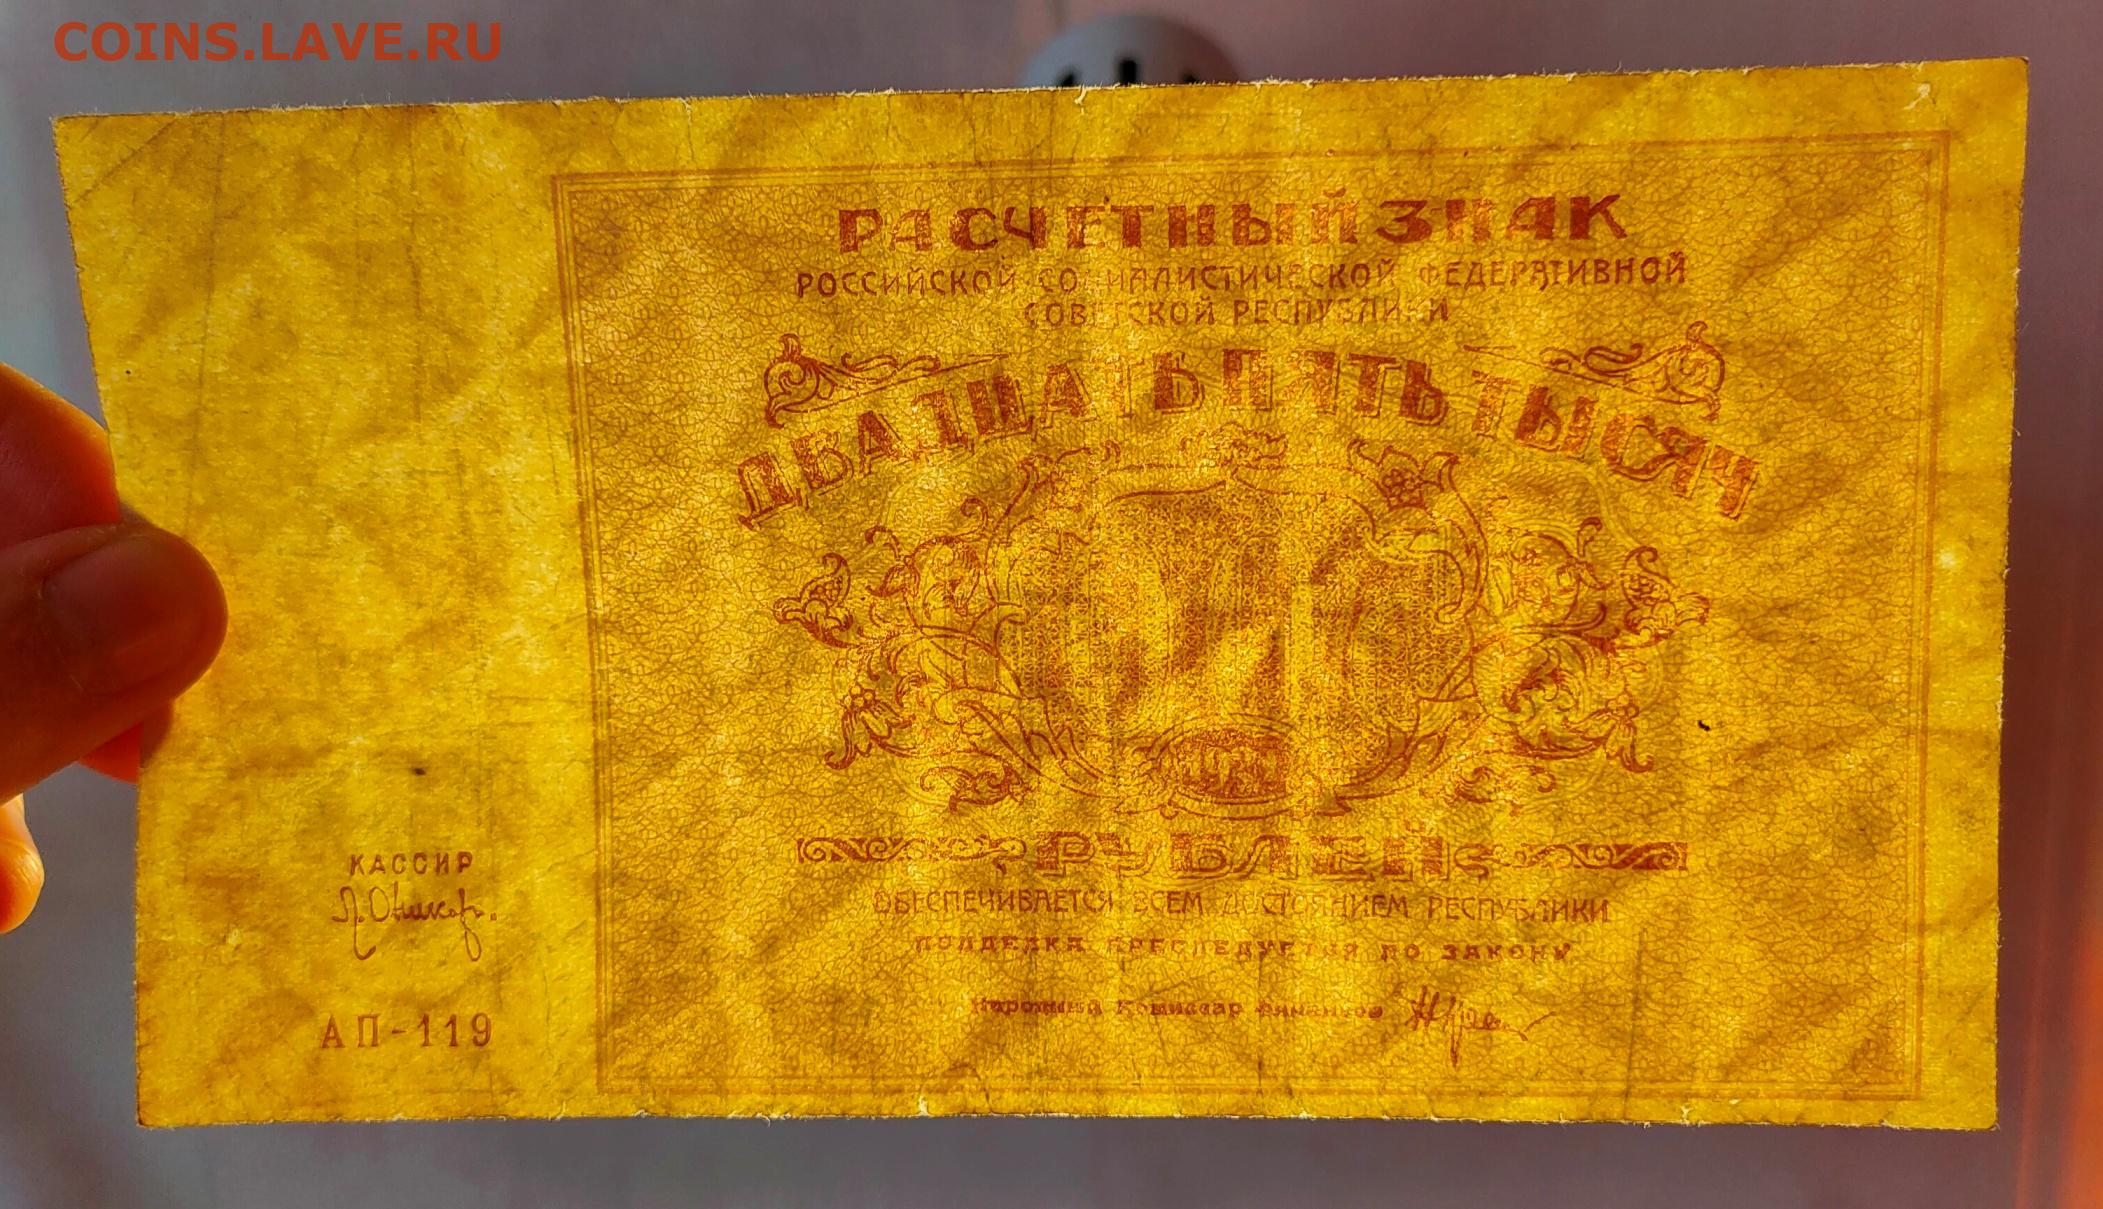 COINS.LAVE.RU
РАСЧЕТНЫЙ ЗНАК
РОССИЙСКОЙ СОЦИАЛИСТИЧЕСКОЙ ФЕДЕРАТИВНОЙ
СОВЕТСКОЙ РЕСПУБЛИКИ
ДВАДЦАТЬ ПЯТЬ ТЫСЯЧ
1921
РУБЛЕЙ
ОБЕСПЕЧИВАЕТСЯ ВСЕМ ДОСТОЯНИЕМ РЕСПУБЛИКИ
ПОДДЕЛКА ПРЕСЛЕДУЕТСЯ ПО ЗАКОНУ
Народный Комиссар Финансов
КАССИР
АП-119